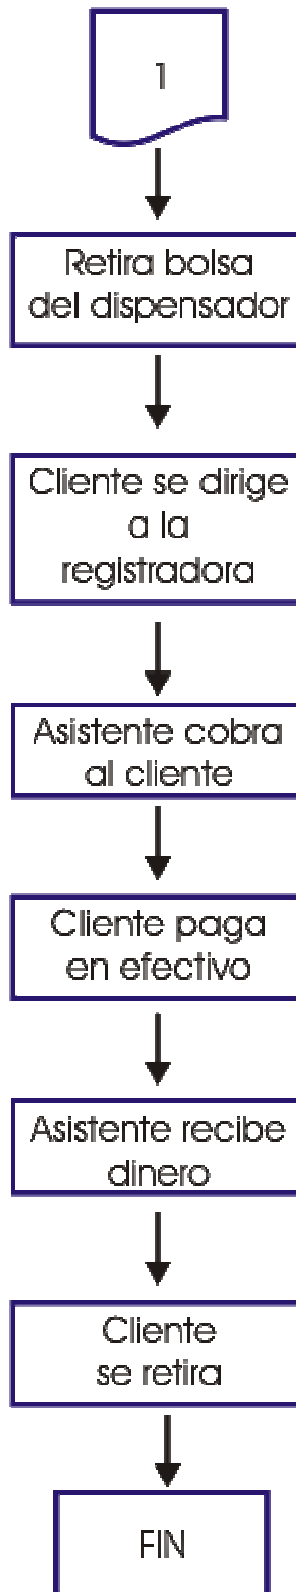 1
Retira bolsa
del dispensador
Cliente se dirige
a la
registradora
Asistente cobra
al cliente
Cliente paga
en efectivo
Asistente recibe
dinero
Cliente
se retira
FIN